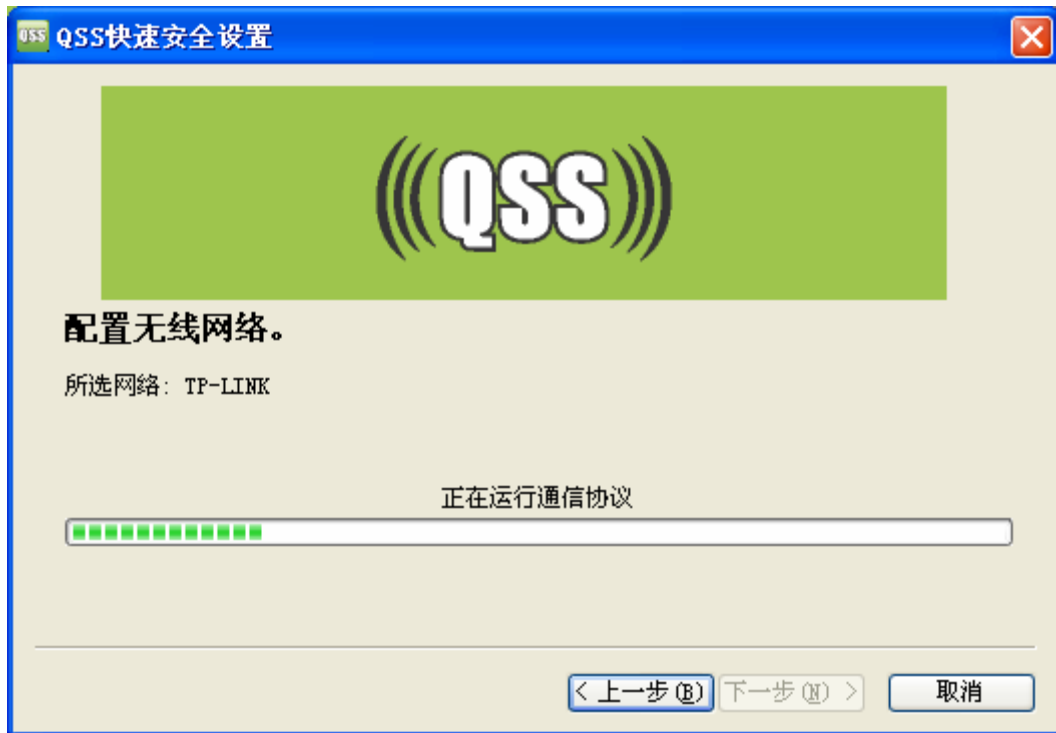 QSS QSS快速安全设置
(((QSS)))
配置无线网络。
所选网络: TP-LINK
正在运行通信协议
< 上一步(B) 下一步(N) > 取消